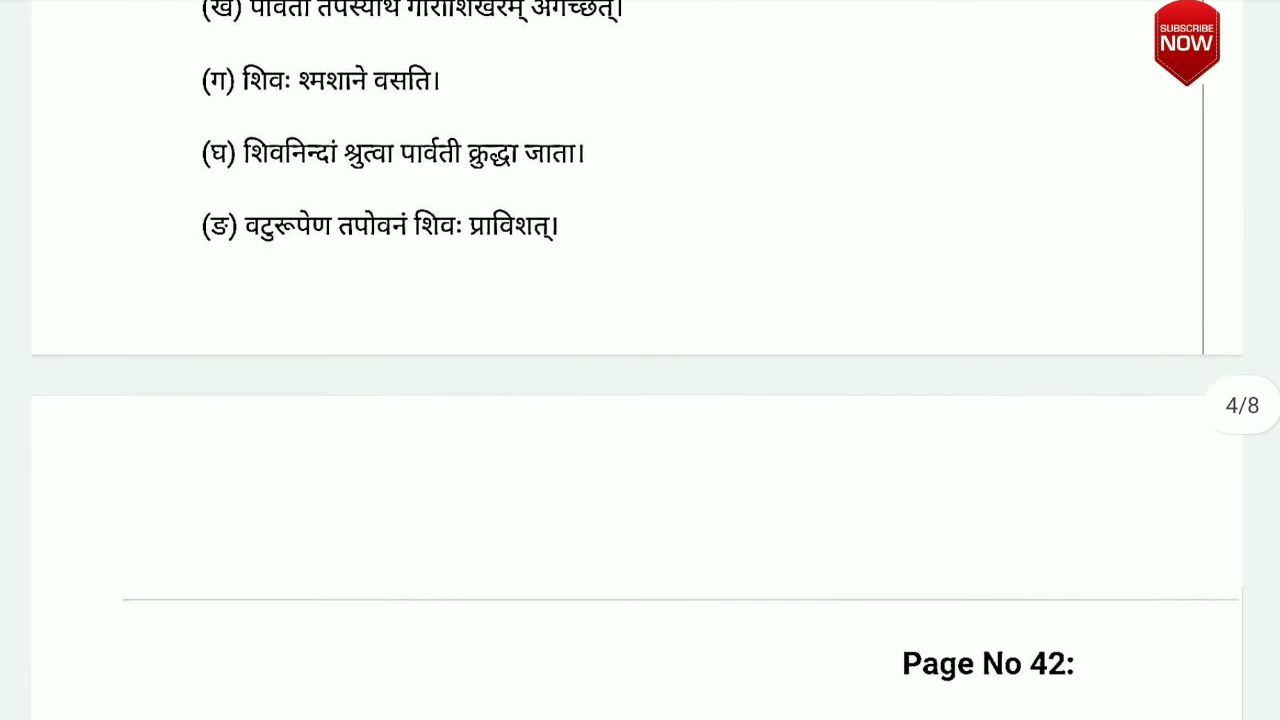 (ख) पार्वती तपस्यार्थं गौरीशिखरम् अगच्छत्।
SUBSCRIBE
NOW
(ग) शिवः श्मशाने वसति।
(घ) शिवनिन्दां श्रुत्वा पार्वती क्रुद्धा जाता।
(ङ) वटुरूपेण तपोवनं शिवः प्राविशत्।
4/8
Page No 42: